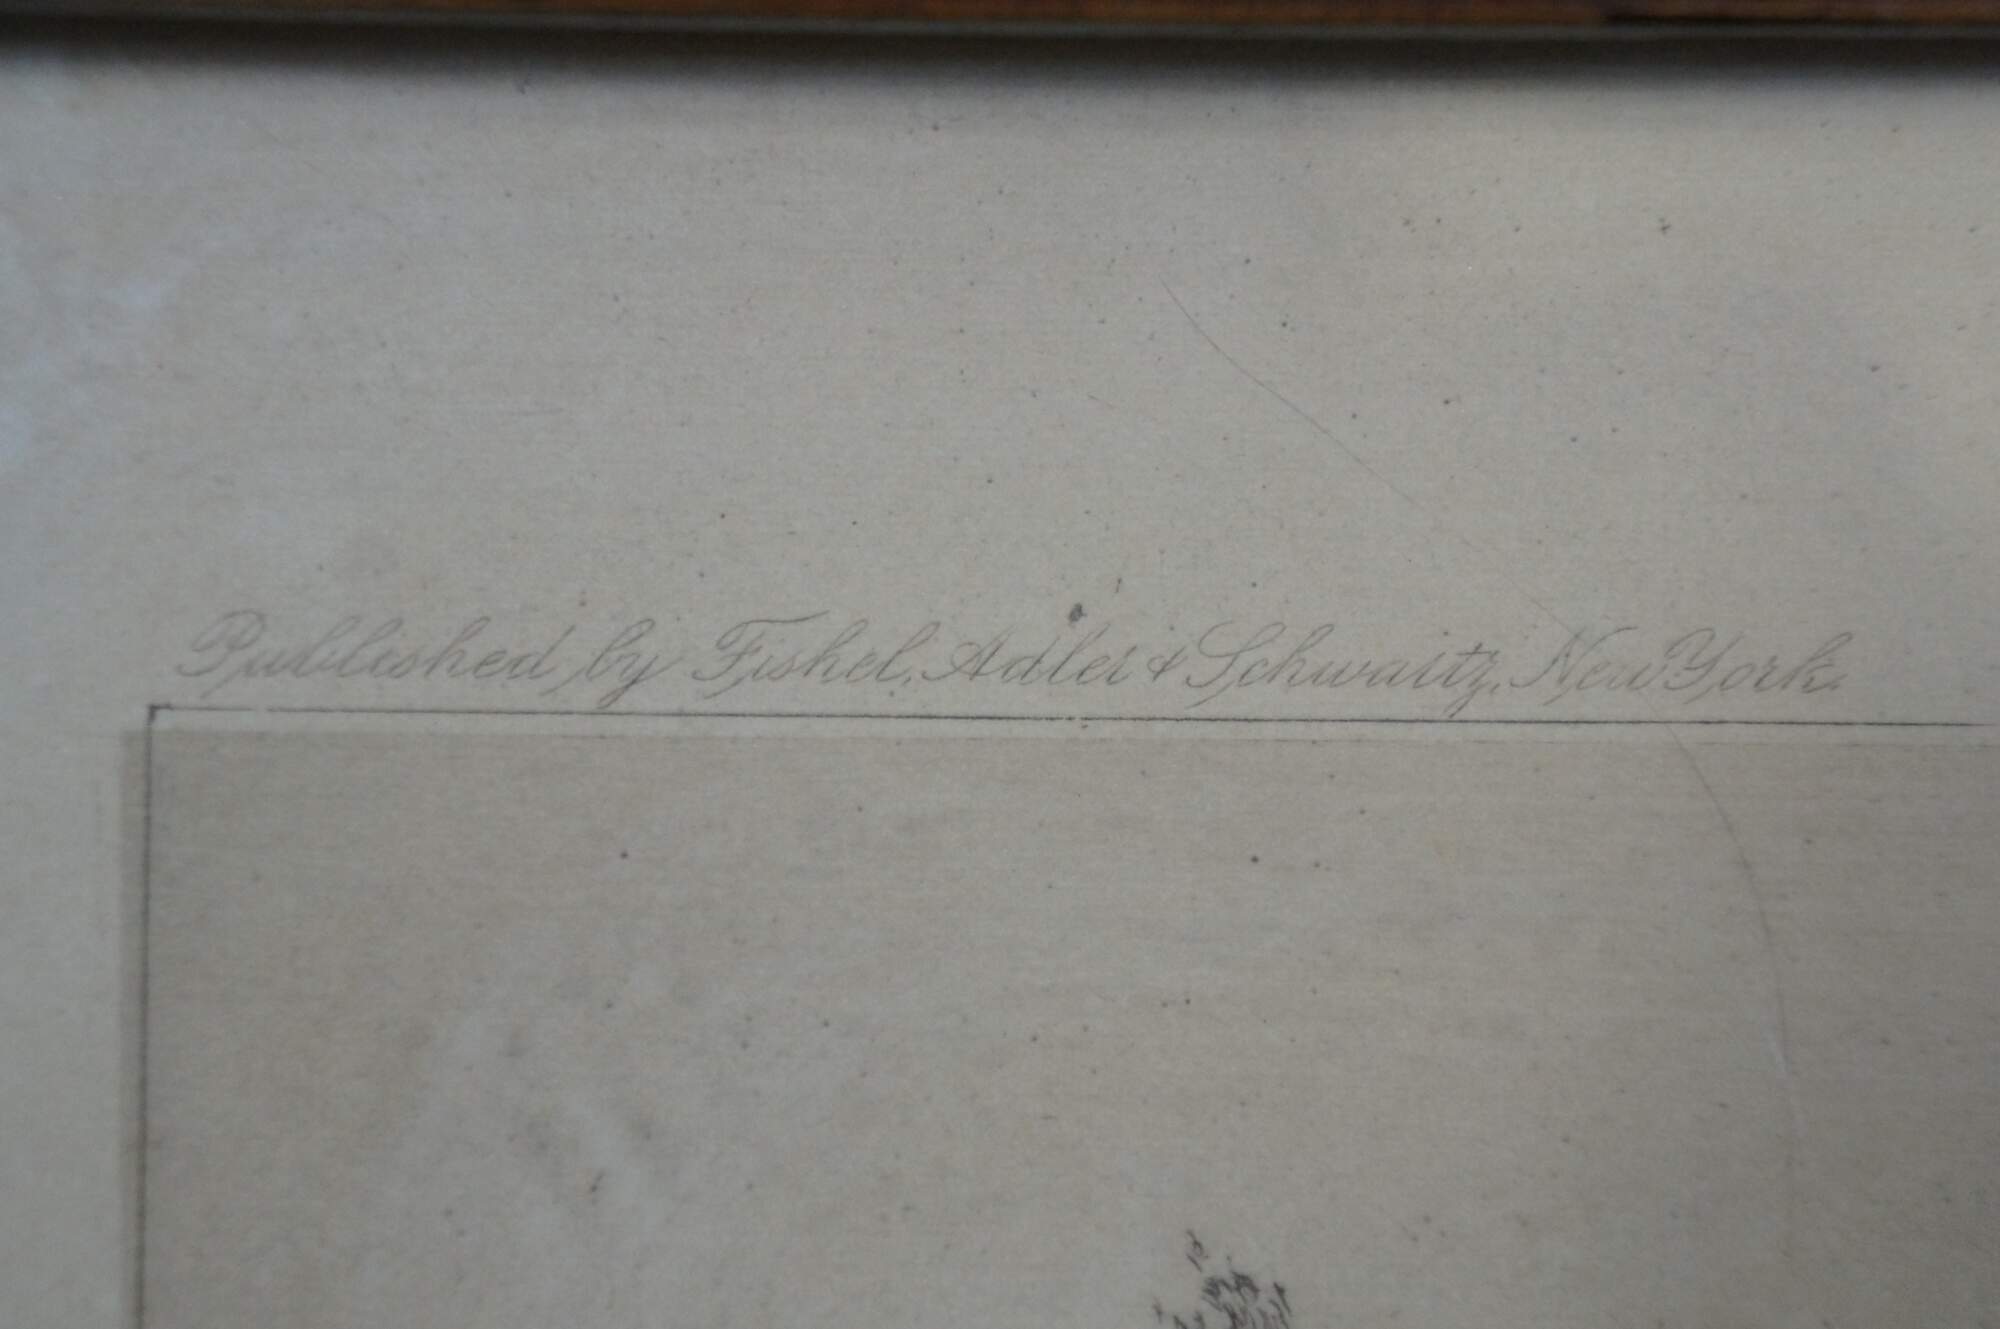 Published by Fishel, Adler & Schwartz, New York.